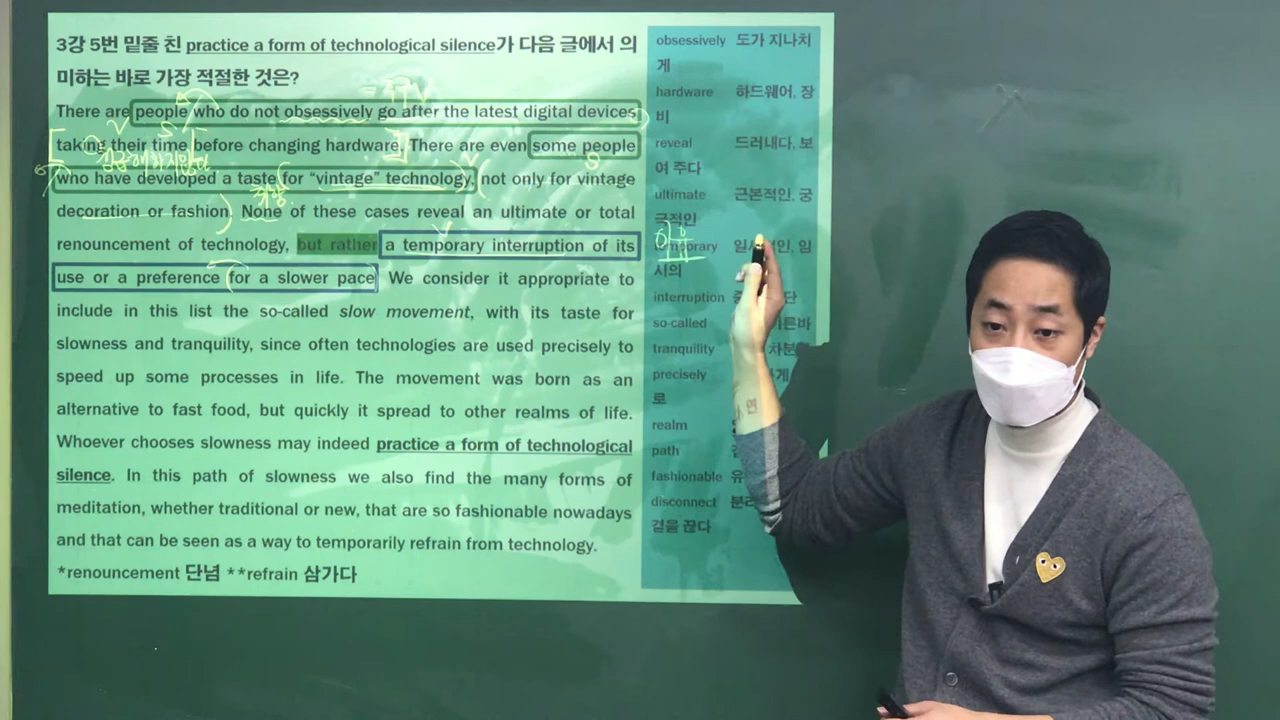 3강 5번 밑줄 친 practice a form of technological silence가 다음 글에서 의
미하는 바로 가장 적절한 것은?
There are people who do not obsessively go after the latest digital devices
taking their time before changing hardware. There are even some people
who have developed a taste for “vintage” technology, not only for vintage
decoration or fashion. None of these cases reveal an ultimate or total
renouncement of technology, but rather a temporary interruption of its
use or a preference for a slower pace. We consider it appropriate to
include in this list the so-called slow movement, with its taste for
slowness and tranquility, since often technologies are used precisely to
speed up some processes in life. The movement was born as an
alternative to fast food, but quickly it spread to other realms of life.
Whoever chooses slowness may indeed practice a form of technological
silence. In this path of slowness we also find the many forms of
meditation, whether traditional or new, that are so fashionable nowadays
and that can be seen as a way to temporarily refrain from technology.
*renouncement 단념 **refrain 삼가다
취향
obsessively 도가 지나치
게
hardware 하드웨어, 장
비
reveal 드러내다, 보
여 주다
ultimate 근본적인, 궁
극적인
temporary 임
시의
interruption
so-called
tranquility
precisely
로
realm
path
fashionable
disconnect
결을 끊다